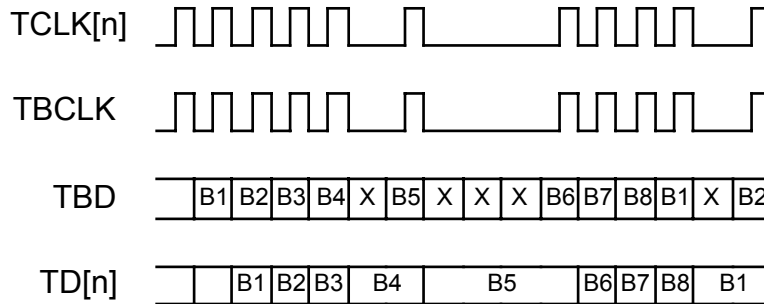 TCLK[n]
TBCLK
TBD B1 B2 B3 B4 X B5 X X X B6 B7 B8 B1 X B2
TD[n] B1 B2 B3 B4 B5 B6 B7 B8 B1